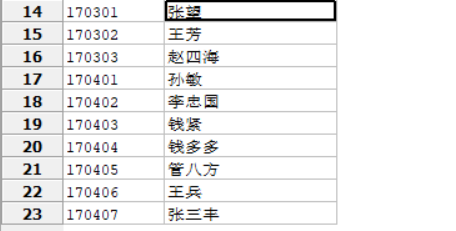 14 170301 张望
15 170302 王芳
16 170303 赵四海
17 170401 孙敏
18 170402 李忠国
19 170403 钱紧
20 170404 钱多多
21 170405 管八方
22 170406 王兵
23 170407 张三丰